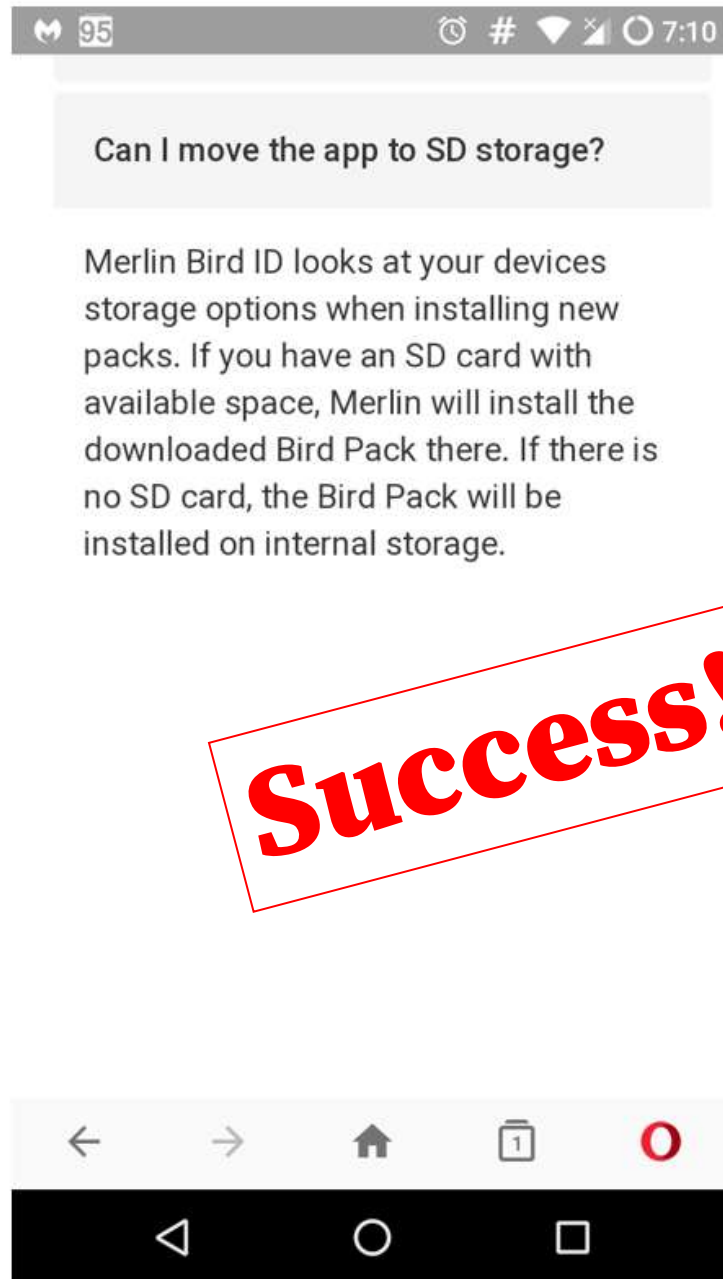 95 # 7:10
Can I move the app to SD storage?
Merlin Bird ID looks at your devices
storage options when installing new
packs. If you have an SD card with
available space, Merlin will install the
downloaded Bird Pack there. If there is
no SD card, the Bird Pack will be
installed on internal storage.
Success!
1